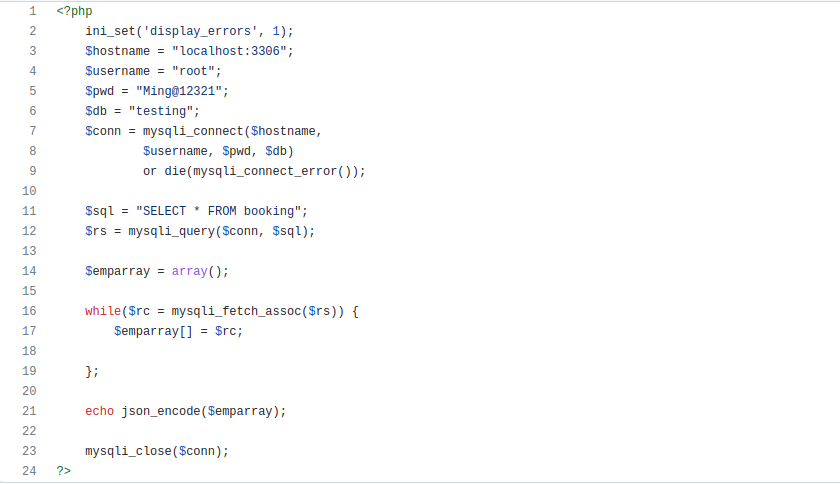 1 <?php
2     ini_set('display_errors', 1);
3     $hostname = "localhost:3306";
4     $username = "root";
5     $pwd = "Ming@12321";
6     $db = "testing";
7     $conn = mysqli_connect($hostname,
8             $username, $pwd, $db)
9             or die(mysqli_connect_error());
10
11     $sql = "SELECT * FROM booking";
12     $rs = mysqli_query($conn, $sql);
13
14     $emparray = array();
15
16     while($rc = mysqli_fetch_assoc($rs)) {
17         $emparray[] = $rc;
18
19     };
20
21     echo json_encode($emparray);
22
23     mysqli_close($conn);
24 ?>